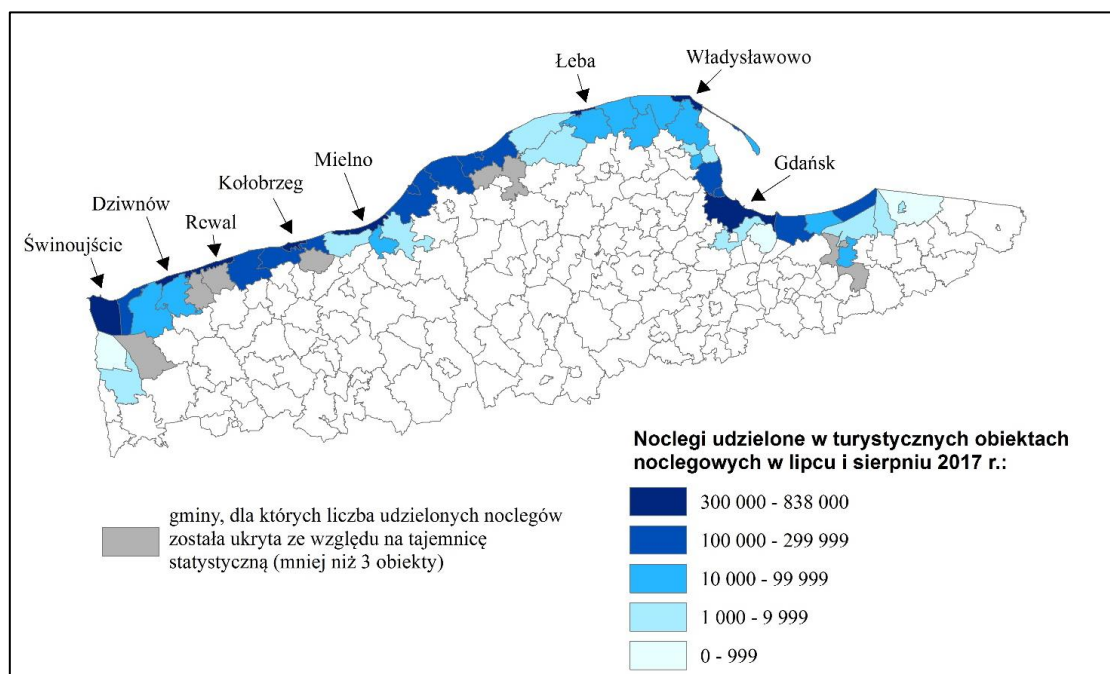 Łeba
Władysławowo
Mielno
Kołobrzeg
Gdańsk
Dziwnów
Rewal
Świnoujście
Noclegi udzielone w turystycznych obiektach
noclegowych w lipcu i sierpniu 2017 r.:
300 000 - 838 000
100 000 - 299 999
10 000 - 99 999
1 000 - 9 999
0 - 999
gminy, dla których liczba udzielonych noclegów
została ukryta ze względu na tajemnicę
statystyczną (mniej niż 3 obiekty)